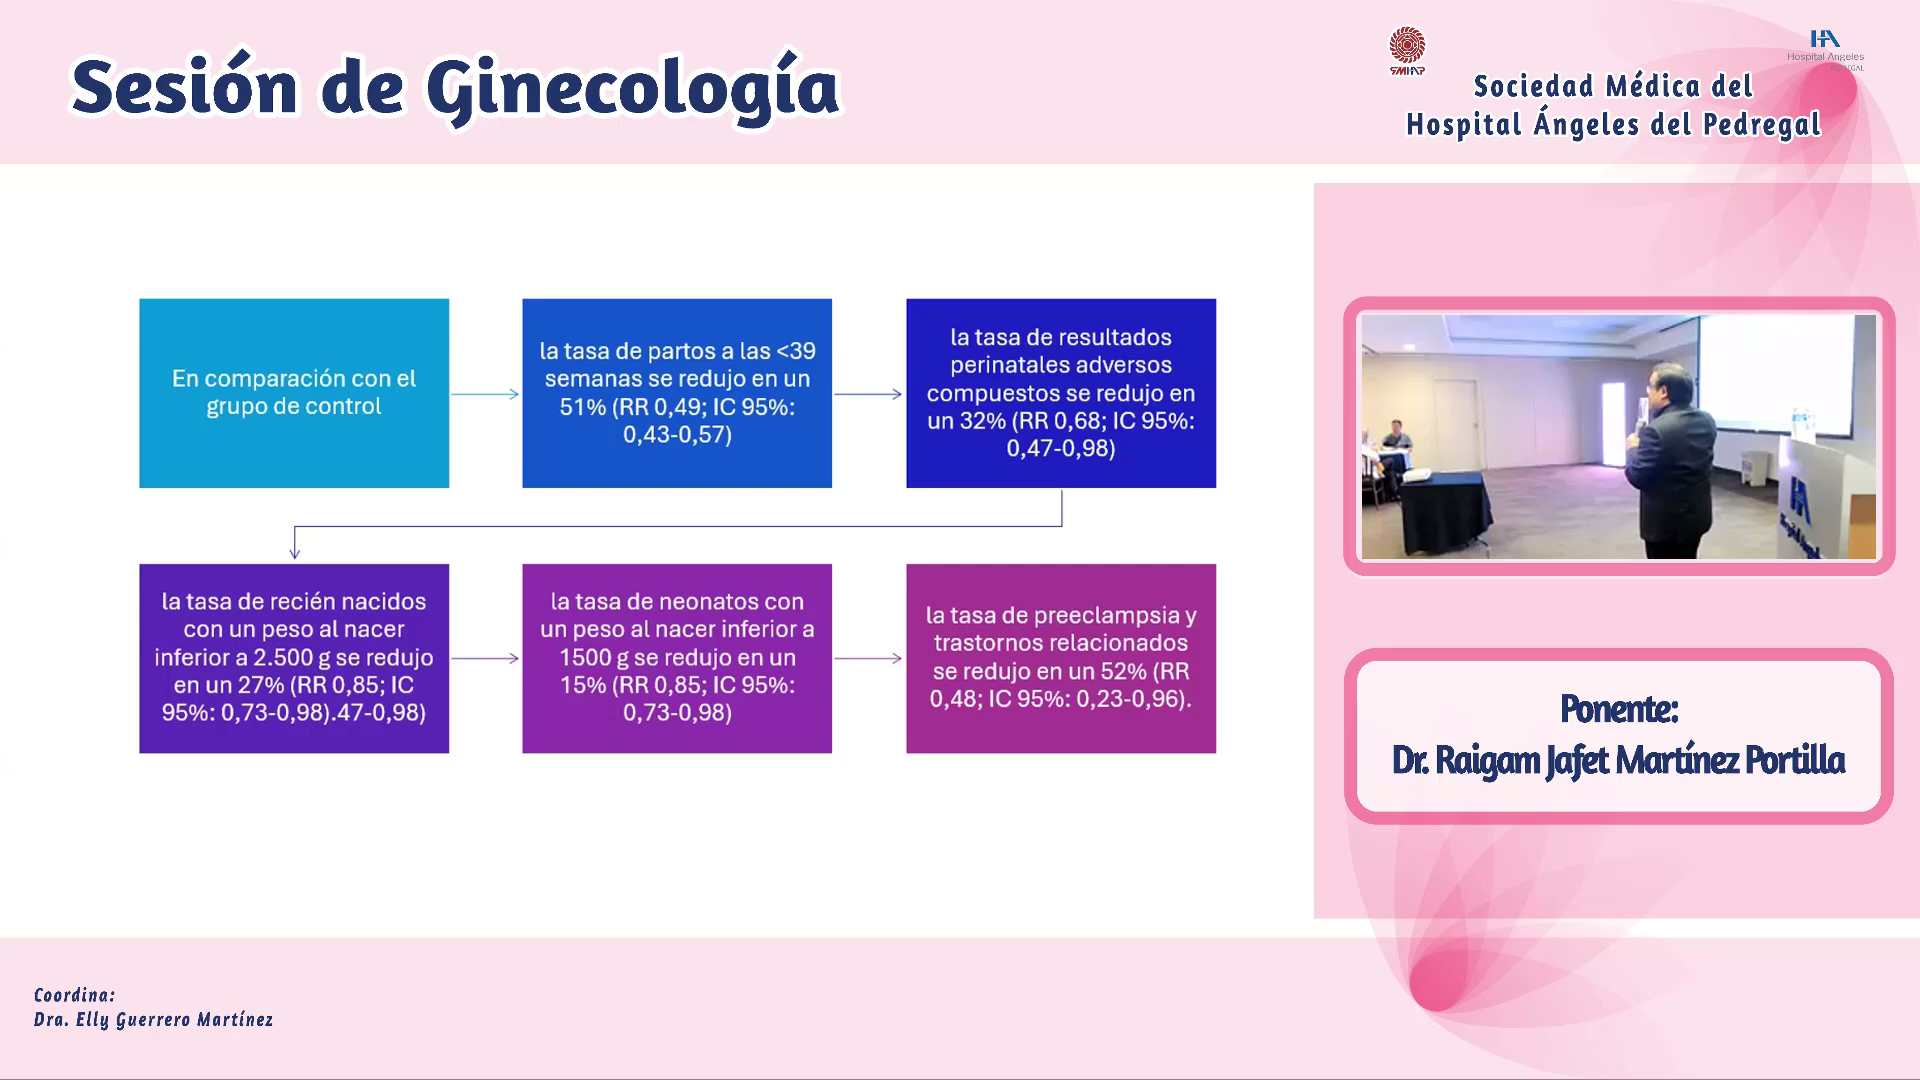 Sesión de Ginecología
SMHAP
HA
Hospital Ángeles
Sociedad Médica del
Hospital Ángeles del Pedregal
En comparación con el
grupo de control
la tasa de partos a las <39
semanas se redujo en un
51% (RR 0,49; IC 95%:
0,43-0,57)
la tasa de resultados
perinatales adversos
compuestos se redujo en
un 32% (RR 0,68; IC 95%:
0,47-0,98)
la tasa de recién nacidos
con un peso al nacer
inferior a 2.500 g se redujo
en un 27% (RR 0,85; IC
95%: 0,73-0,98).47-0,98)
la tasa de neonatos con
un peso al nacer inferior a
1500 g se redujo en un
15% (RR 0,85; IC 95%:
0,73-0,98)
la tasa de preeclampsia y
trastornos relacionados
se redujo en un 52% (RR
0,48; IC 95%: 0,23-0,96).
Ponente:
Dr. Raigam Jafet Martínez Portilla
Coordina:
Dra. Elly Guerrero Martínez